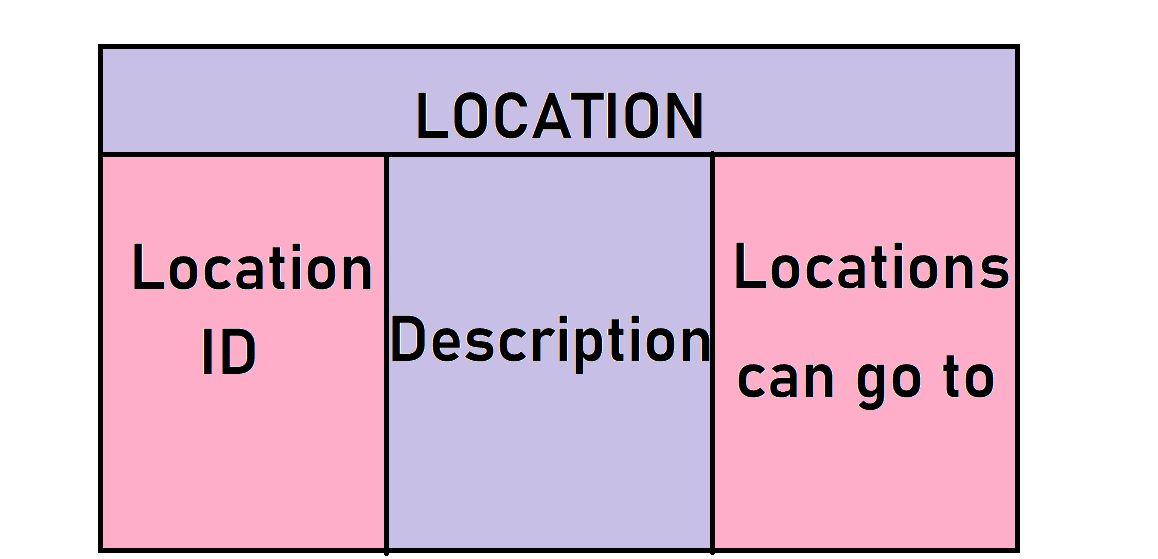 LOCATION
Location
ID
Description
Locations
can go to